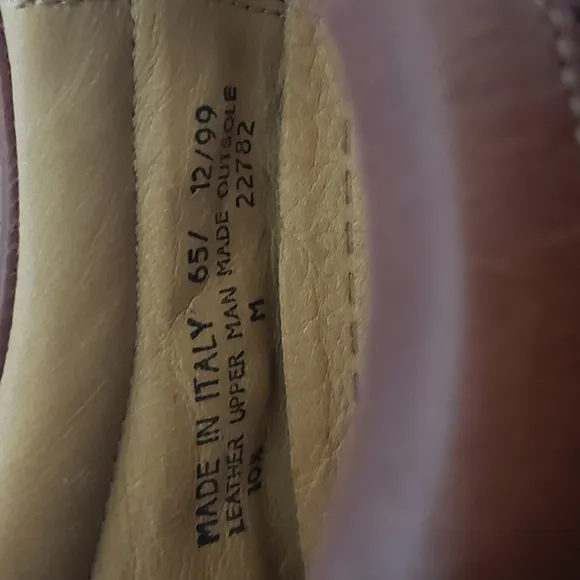 MADE IN ITALY 65/ 12/99
LEATHER UPPER MAN MADE OUTSOLE
10½ M 22782